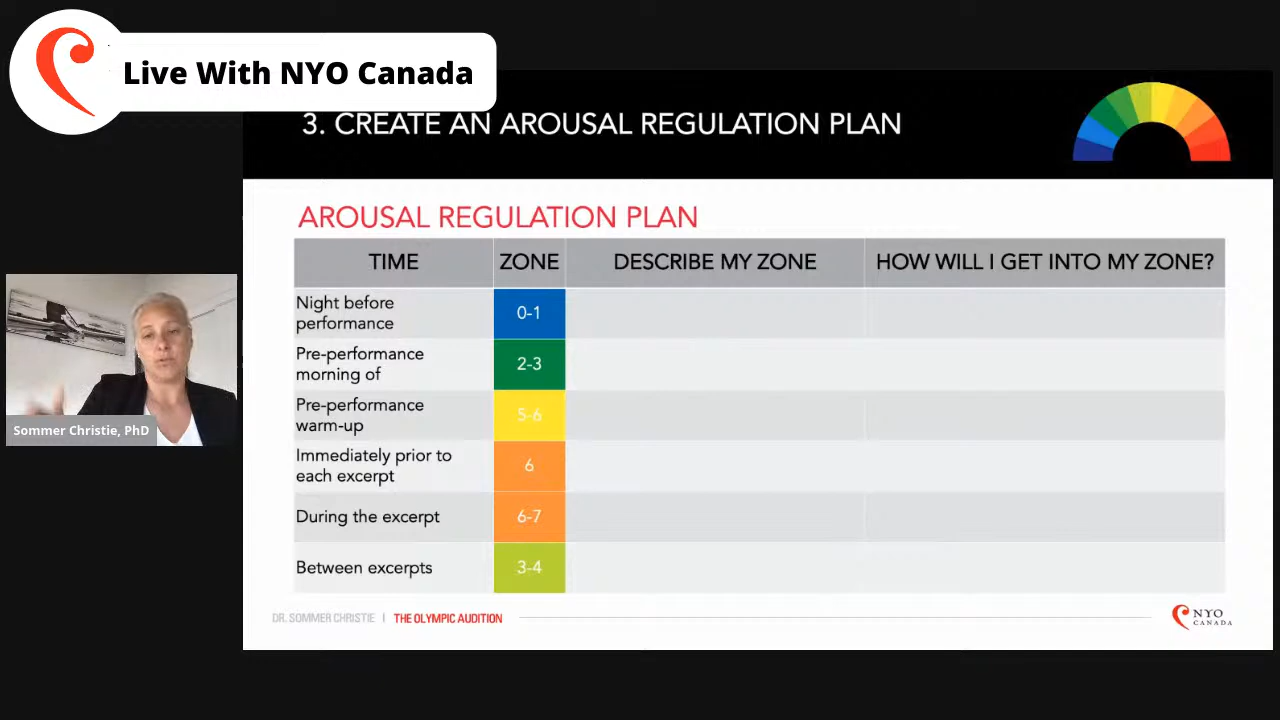 Live With NYO Canada
3. CREATE AN AROUSAL REGULATION PLAN
AROUSAL REGULATION PLAN
TIME ZONE DESCRIBE MY ZONE HOW WILL I GET INTO MY ZONE?
Night before
performance
0-1
Pre-performance
morning of
2-3
Pre-performance
warm-up
5-6
Immediately prior to
each excerpt
6
During the excerpt 6-7
Between excerpts 3-4
Sommer Christie, PhD
DR. SOMMER CHRISTIE | THE OLYMPIC AUDITION
NYO
CANADA